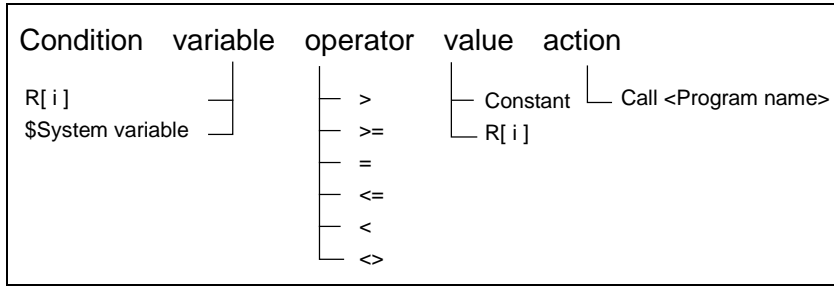 Condition variable operator value action
R[ i ] > Constant Call <Program name>
$System variable >= R[ i ]
=
<=
<
<>